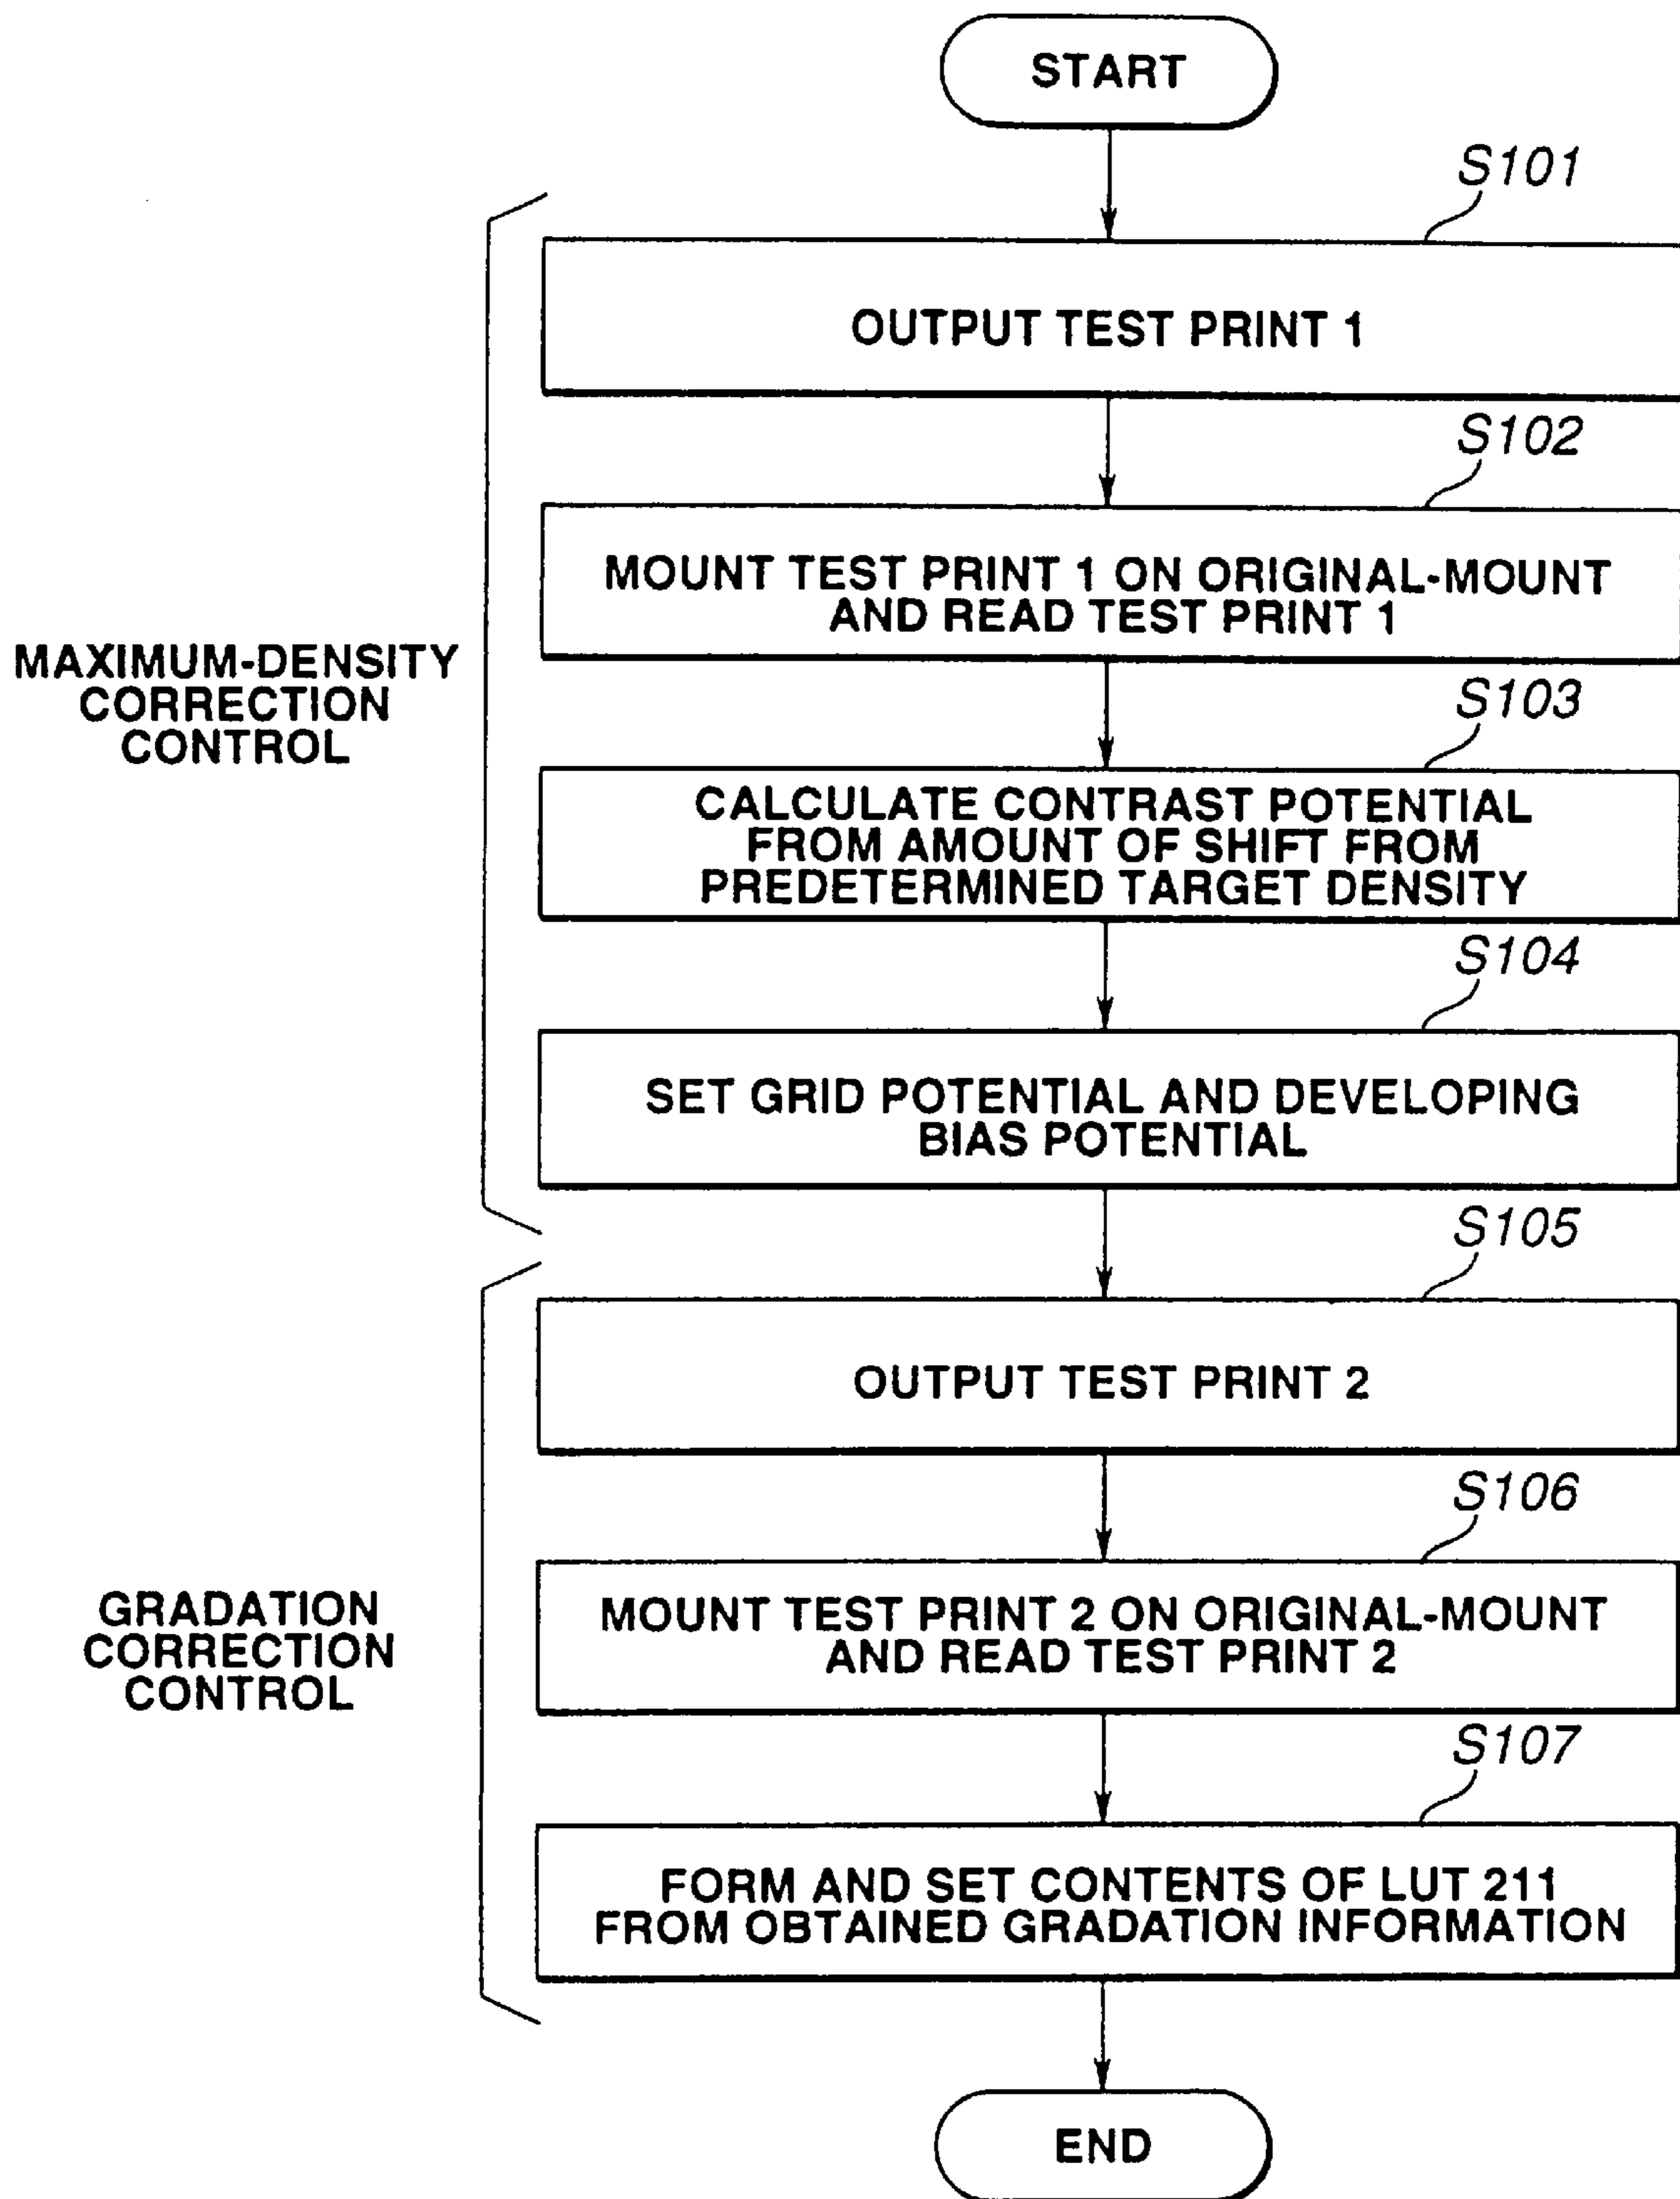 START
S101
OUTPUT TEST PRINT 1
S102
MOUNT TEST PRINT 1 ON ORIGINAL-MOUNT
AND READ TEST PRINT 1
MAXIMUM-DENSITY
CORRECTION
CONTROL
S103
CALCULATE CONTRAST POTENTIAL
FROM AMOUNT OF SHIFT FROM
PREDETERMINED TARGET DENSITY
S104
SET GRID POTENTIAL AND DEVELOPING
BIAS POTENTIAL
S105
OUTPUT TEST PRINT 2
S106
MOUNT TEST PRINT 2 ON ORIGINAL-MOUNT
AND READ TEST PRINT 2
GRADATION
CORRECTION
CONTROL
S107
FORM AND SET CONTENTS OF LUT 211
FROM OBTAINED GRADATION INFORMATION
END